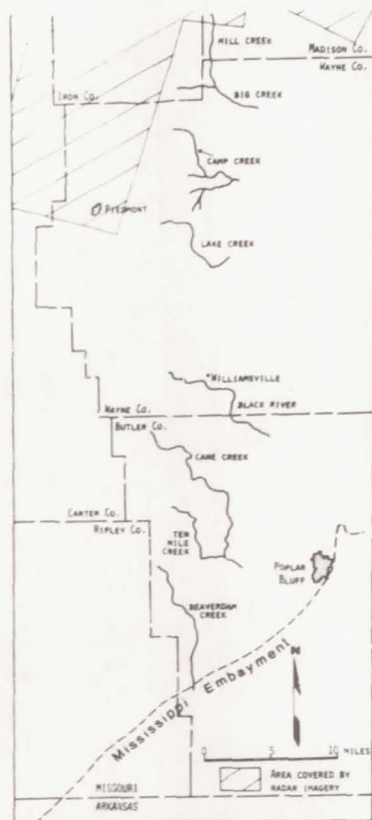 MILL CREEK
MADISON CO.
WAYNE CO.
IRON CO.
BIG CREEK
CAMP CREEK
PIEDMONT
LAKE CREEK
WILLIAMSVILLE
BLACK RIVER
WAYNE CO.
BUTLER CO.
CANE CREEK
CARTER CO.
RIPLEY CO.
TEN
MILE
CREEK
POPLAR
BLUFF
BEAVERDAM
CREEK
Mississippi Embayment
N
0 5 10 MILES
AREA COVERED BY
RADAR IMAGERY
MISSOURI
ARKANSAS